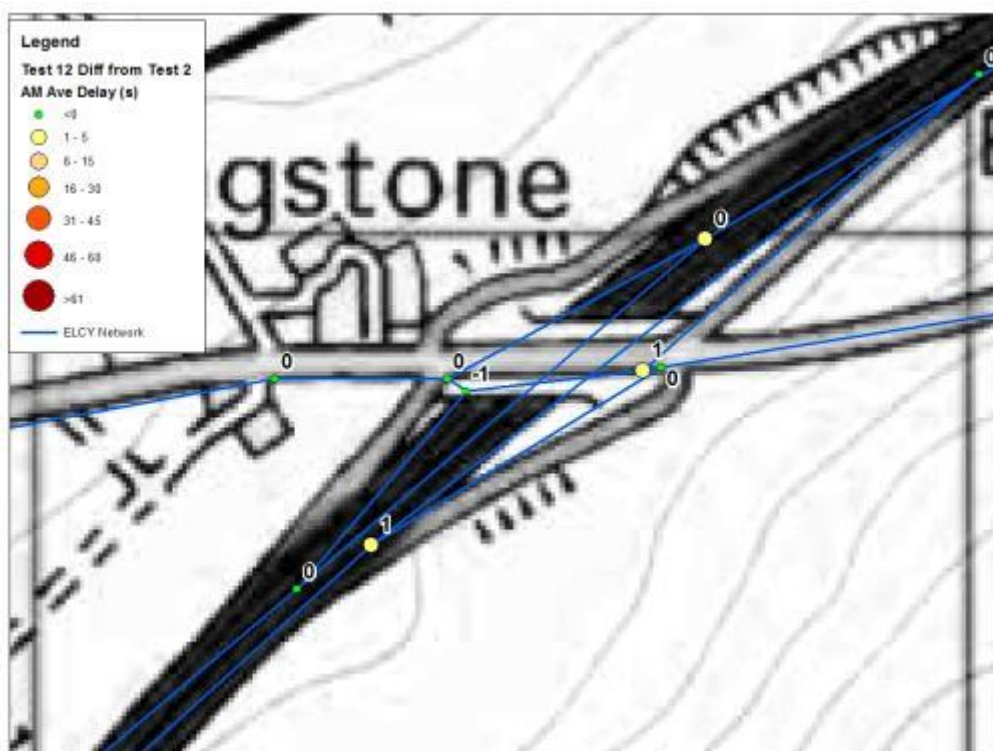 Legend
Test 12 Diff from Test 2
AM Ave Delay (s)
<0
1 - 5
6 - 15
16 - 30
31 - 45
46 - 60
>61
ELCY Network
gstone
0
0
1
0
0
-1
0
1
0